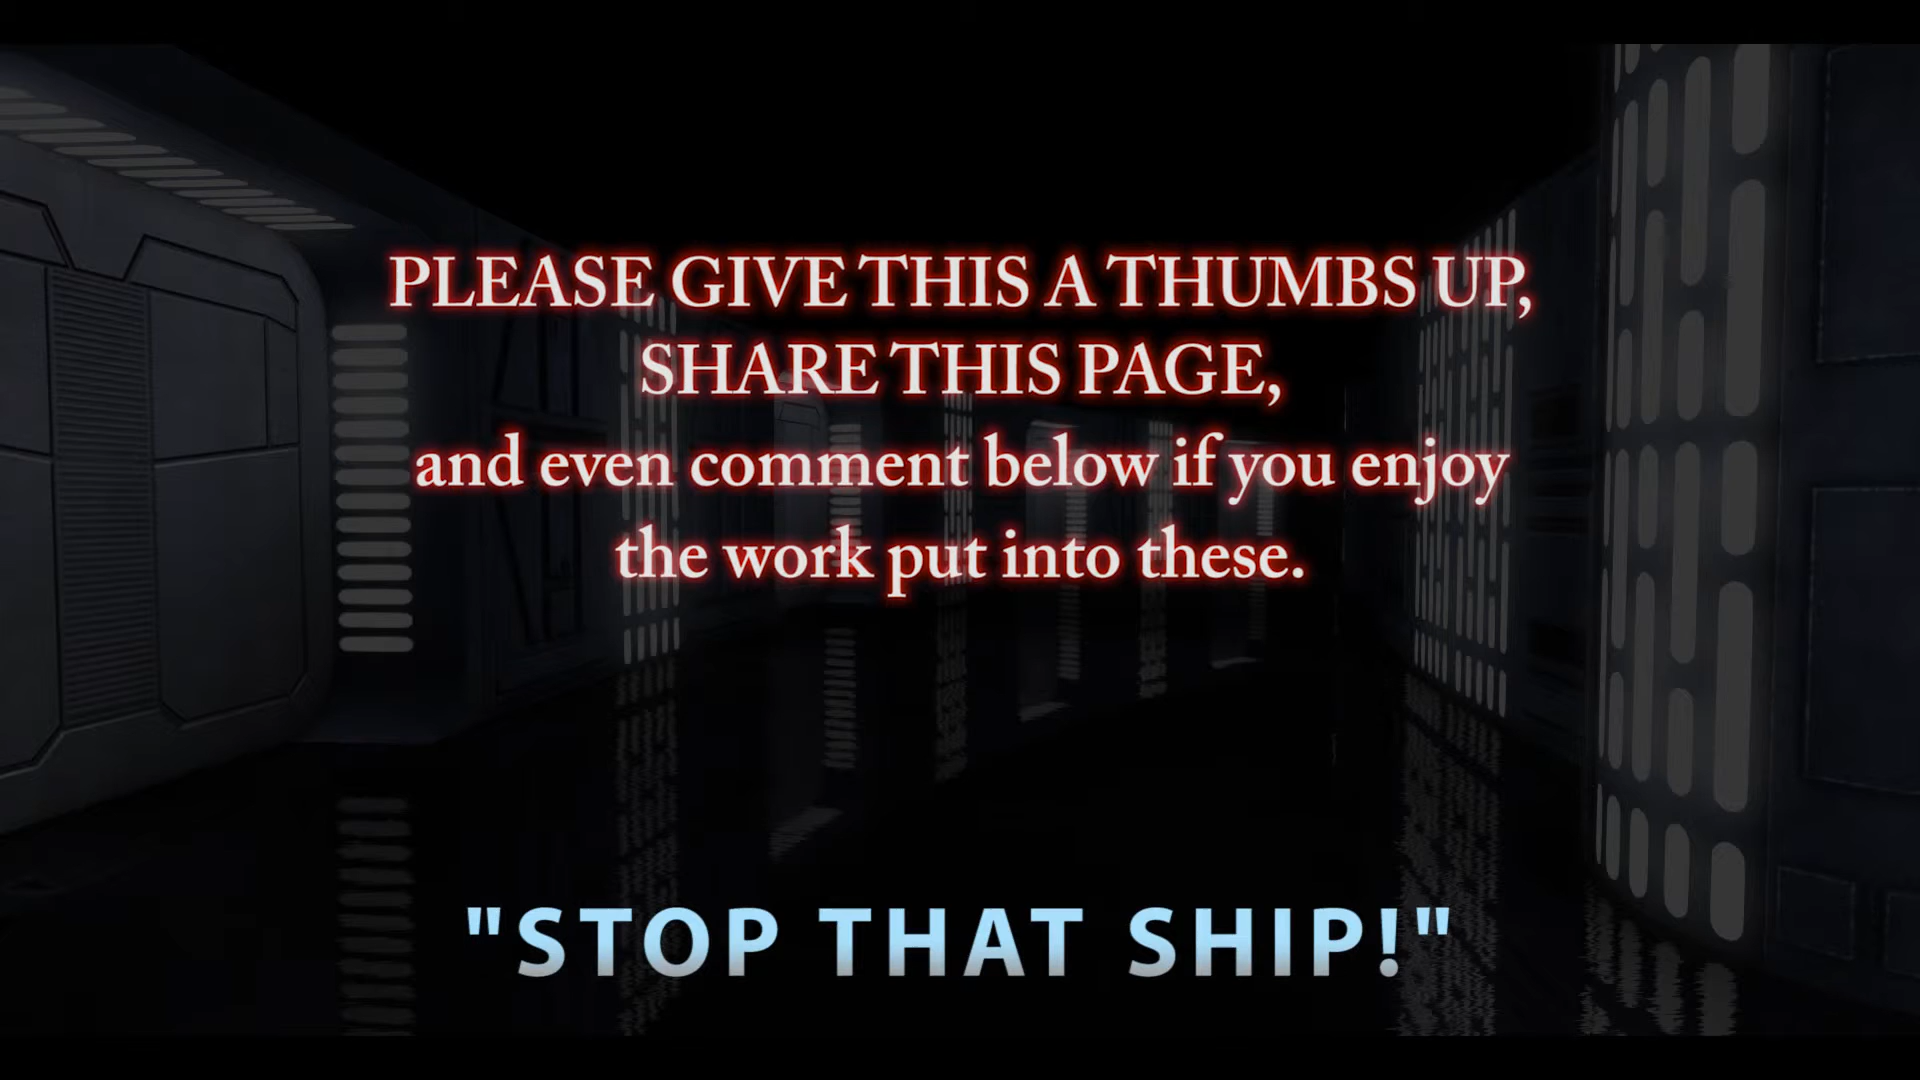 PLEASE GIVE THIS A THUMBS UP,
SHARE THIS PAGE,
and even comment below if you enjoy
the work put into these.
"STOP THAT SHIP!"